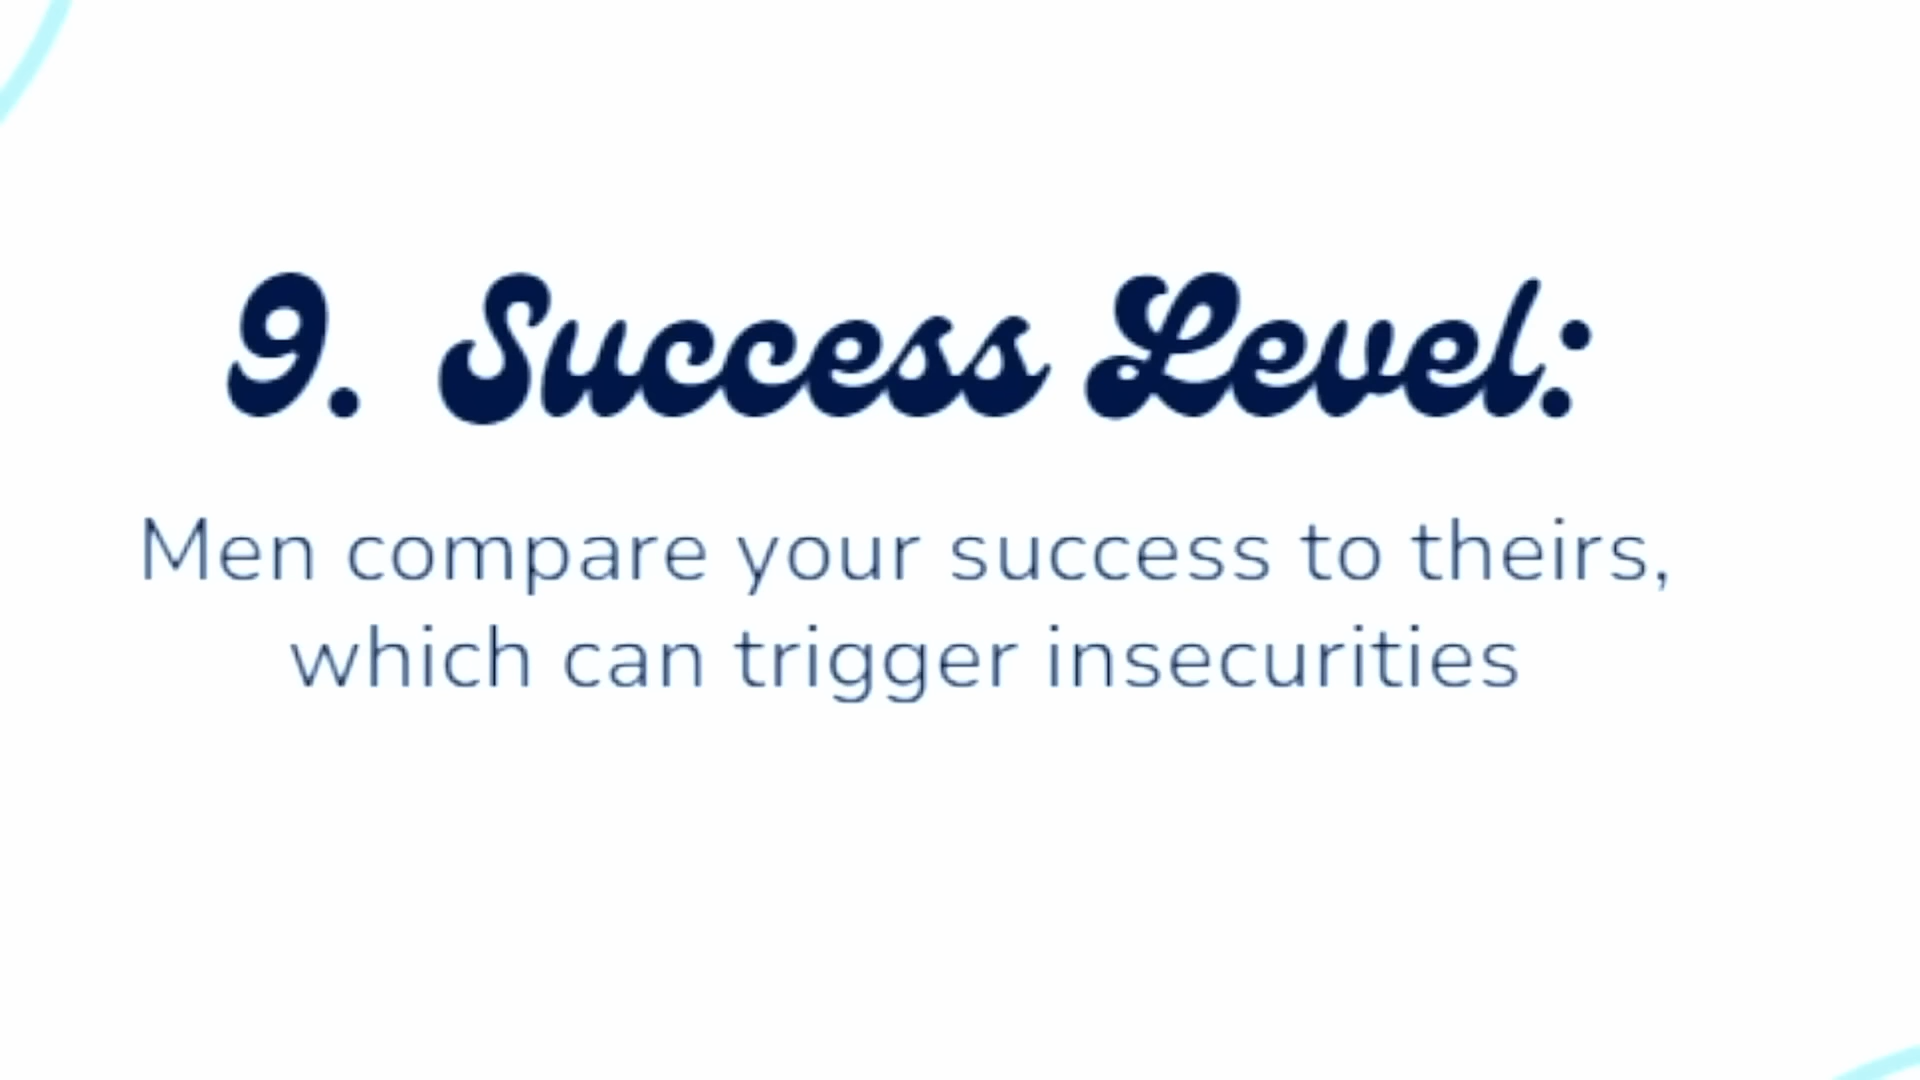 9. Success Level:
Men compare your success to theirs,
which can trigger insecurities